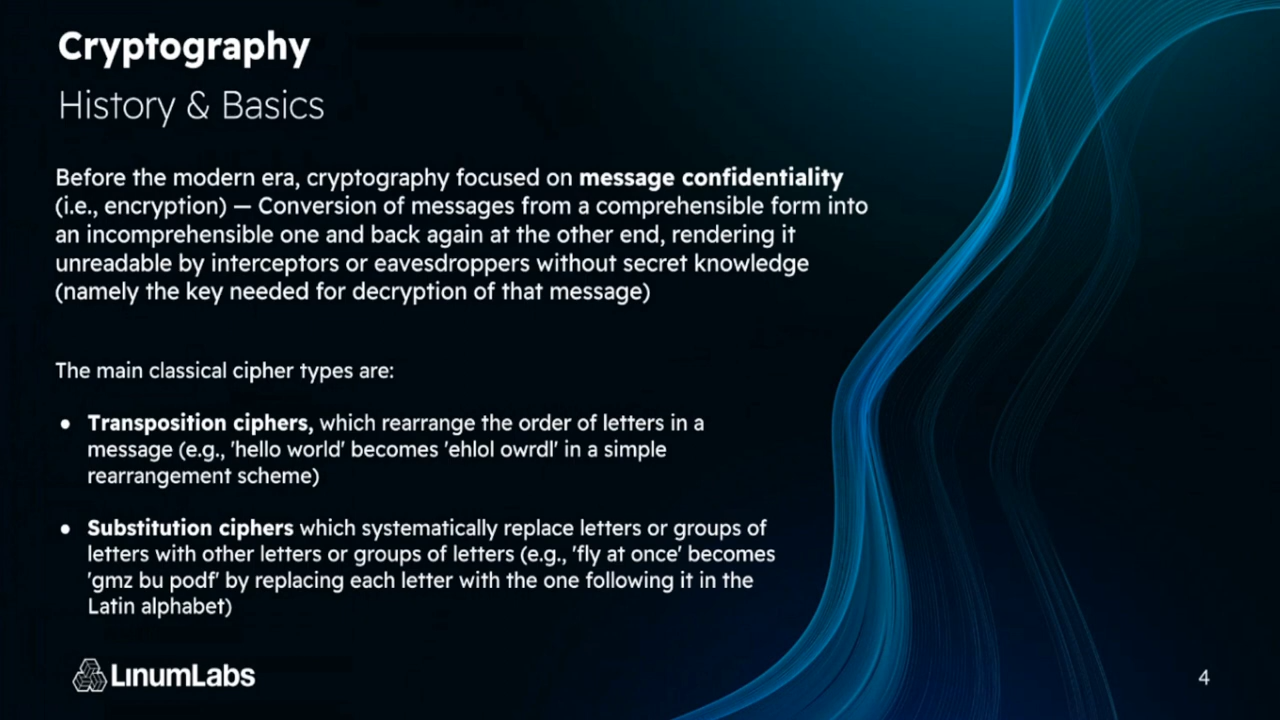 Cryptography
History & Basics
Before the modern era, cryptography focused on message confidentiality
(i.e., encryption) — Conversion of messages from a comprehensible form into
an incomprehensible one and back again at the other end, rendering it
unreadable by interceptors or eavesdroppers without secret knowledge
(namely the key needed for decryption of that message)
The main classical cipher types are:
● Transposition ciphers, which rearrange the order of letters in a
message (e.g., 'hello world' becomes 'ehlol owrdl' in a simple
rearrangement scheme)
● Substitution ciphers which systematically replace letters or groups of
letters with other letters or groups of letters (e.g., 'fly at once' becomes
'gmz bu podf' by replacing each letter with the one following it in the
Latin alphabet)
LINUMLABS
4